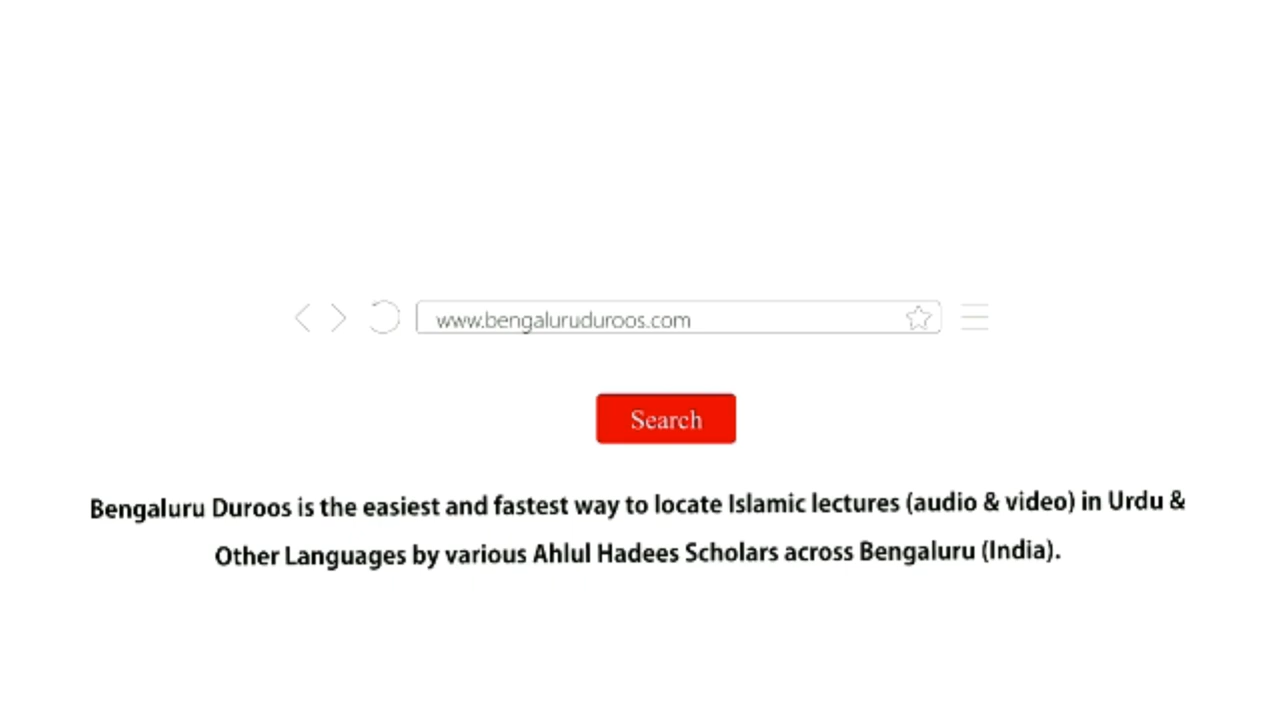 www.bengaluruduroos.com
Search
Bengaluru Duroos is the easiest and fastest way to locate Islamic lectures (audio & video) in Urdu &
Other Languages by various Ahlul Hadees Scholars across Bengaluru (India).